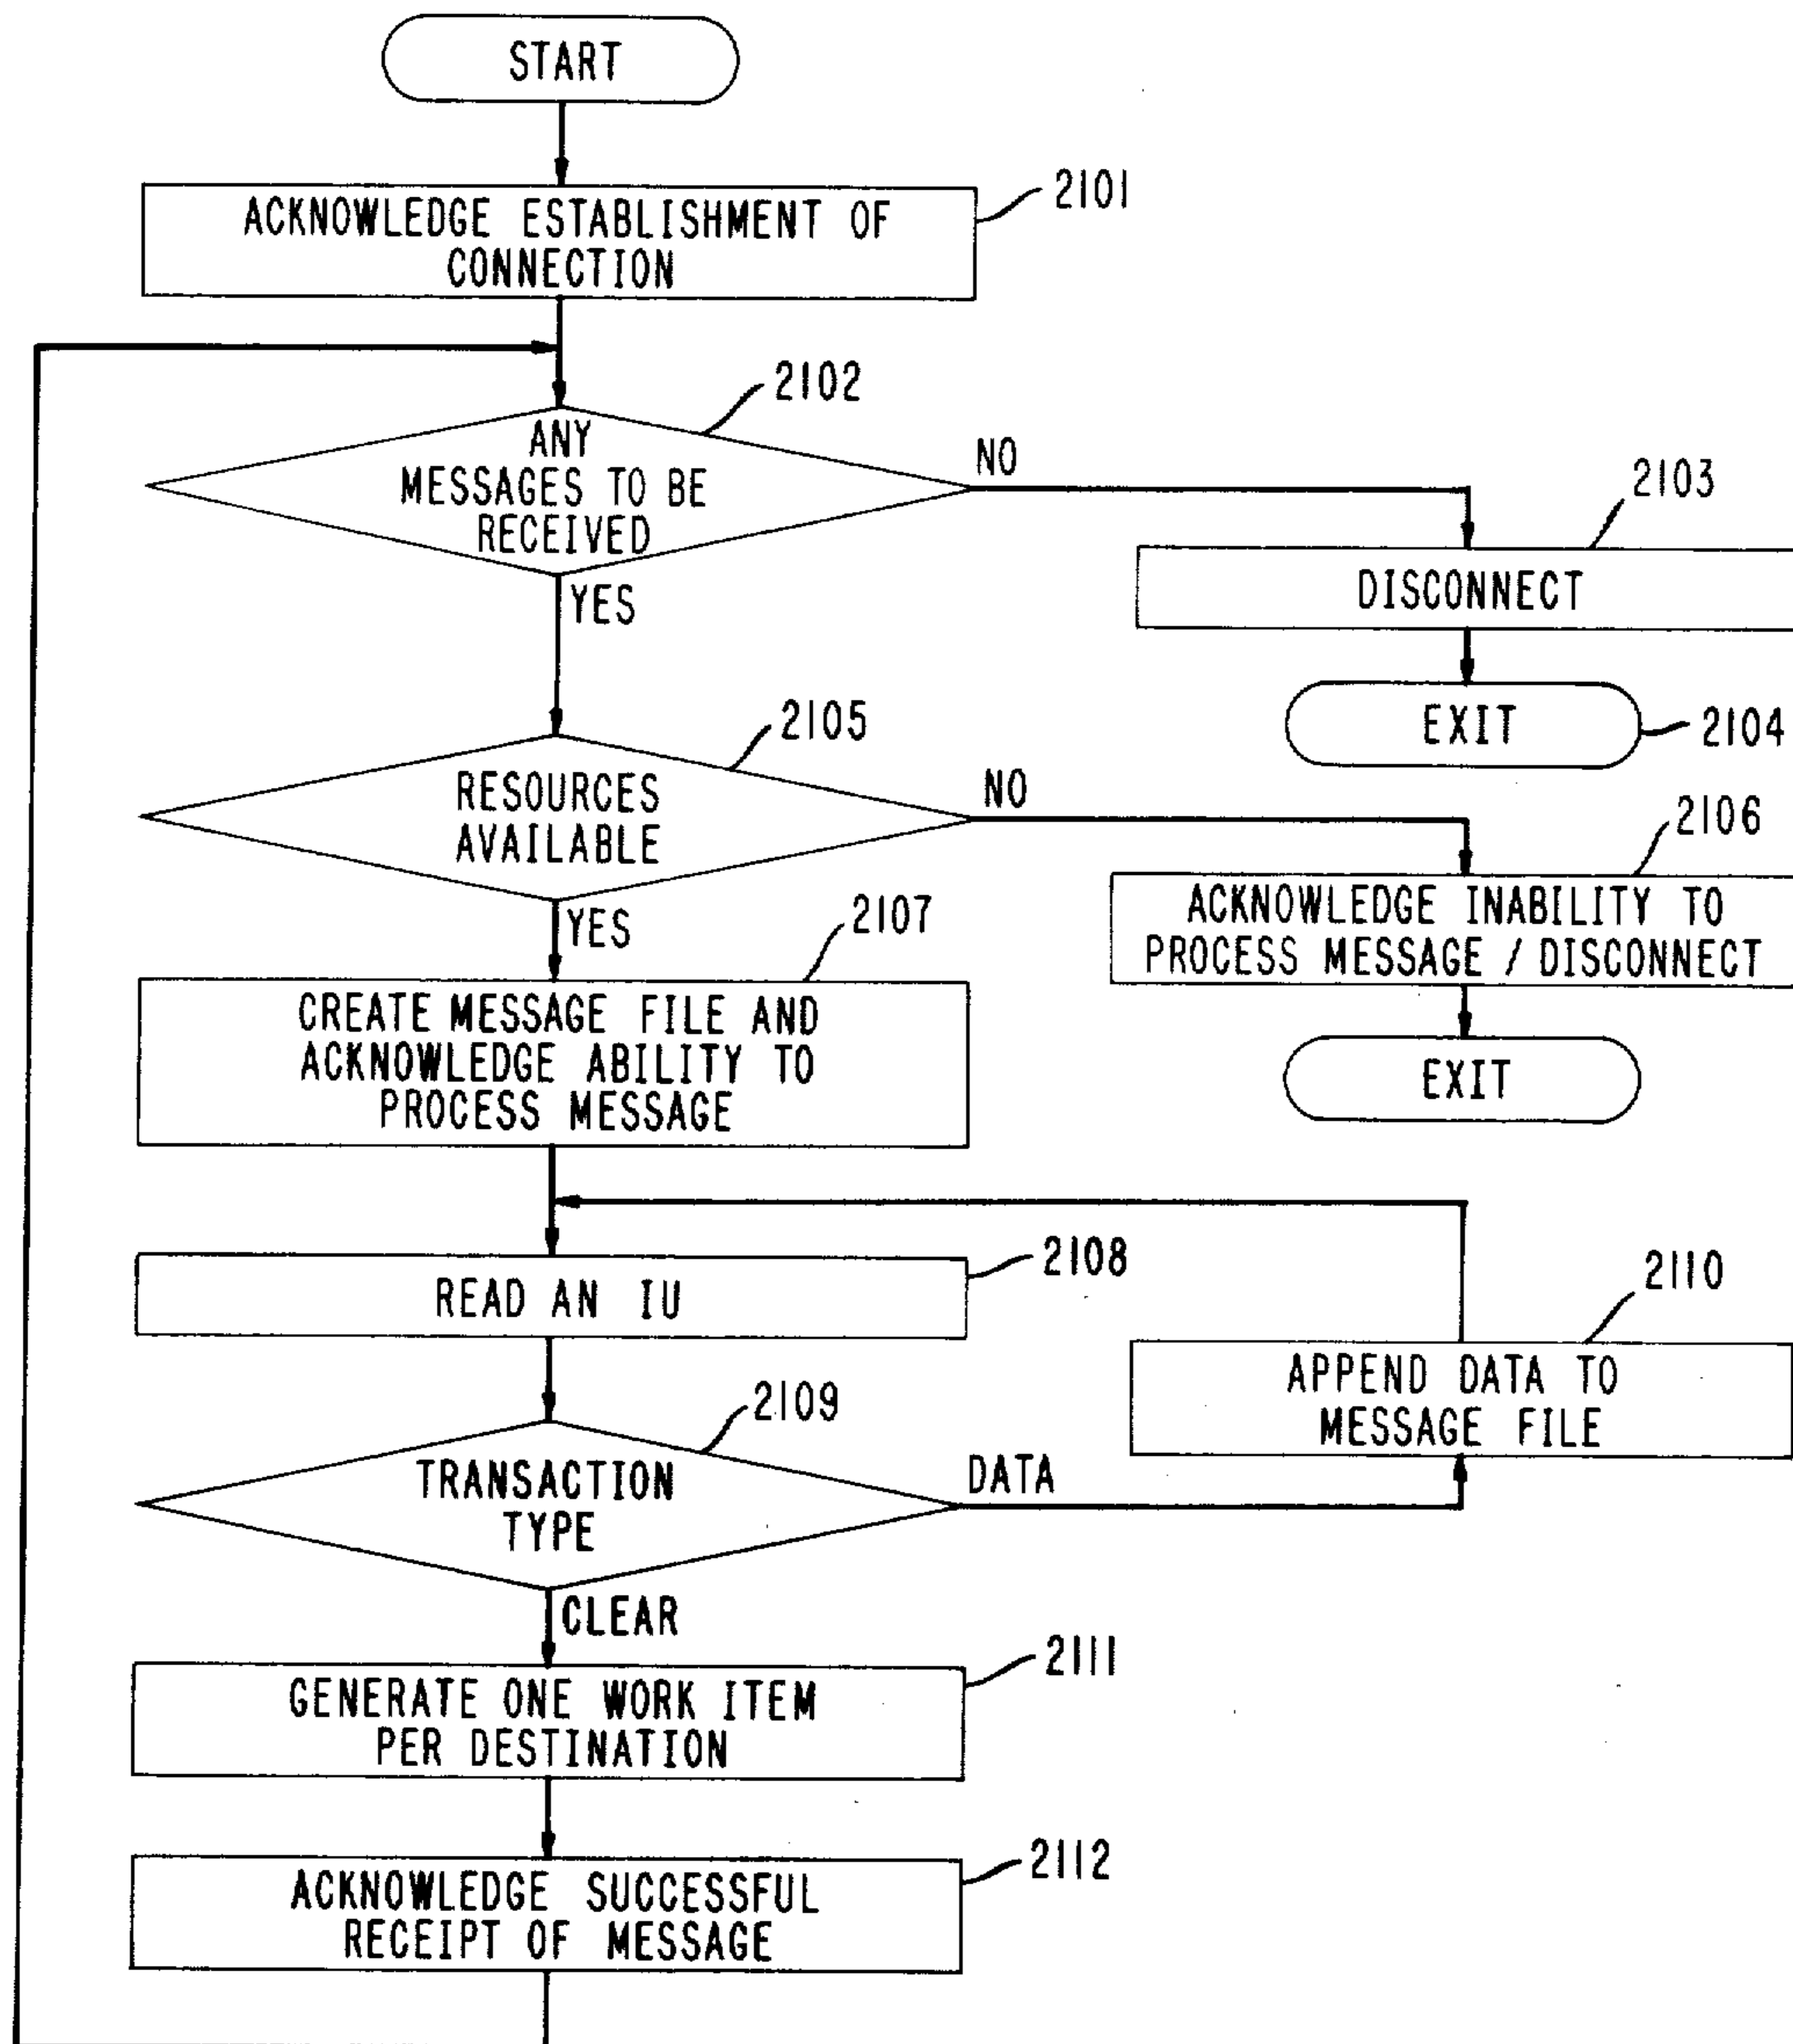 START
2101
ACKNOWLEDGE ESTABLISHMENT OF
CONNECTION
2102
ANY
MESSAGES TO BE
RECEIVED
NO
YES
2103
DISCONNECT
EXIT
2104
2105
RESOURCES
AVAILABLE
NO
YES
2106
ACKNOWLEDGE INABILITY TO
PROCESS MESSAGE / DISCONNECT
EXIT
2107
CREATE MESSAGE FILE AND
ACKNOWLEDGE ABILITY TO
PROCESS MESSAGE
2108
READ AN IU
2109
TRANSACTION
TYPE
DATA
2110
APPEND DATA TO
MESSAGE FILE
CLEAR
2111
GENERATE ONE WORK ITEM
PER DESTINATION
2112
ACKNOWLEDGE SUCCESSFUL
RECEIPT OF MESSAGE